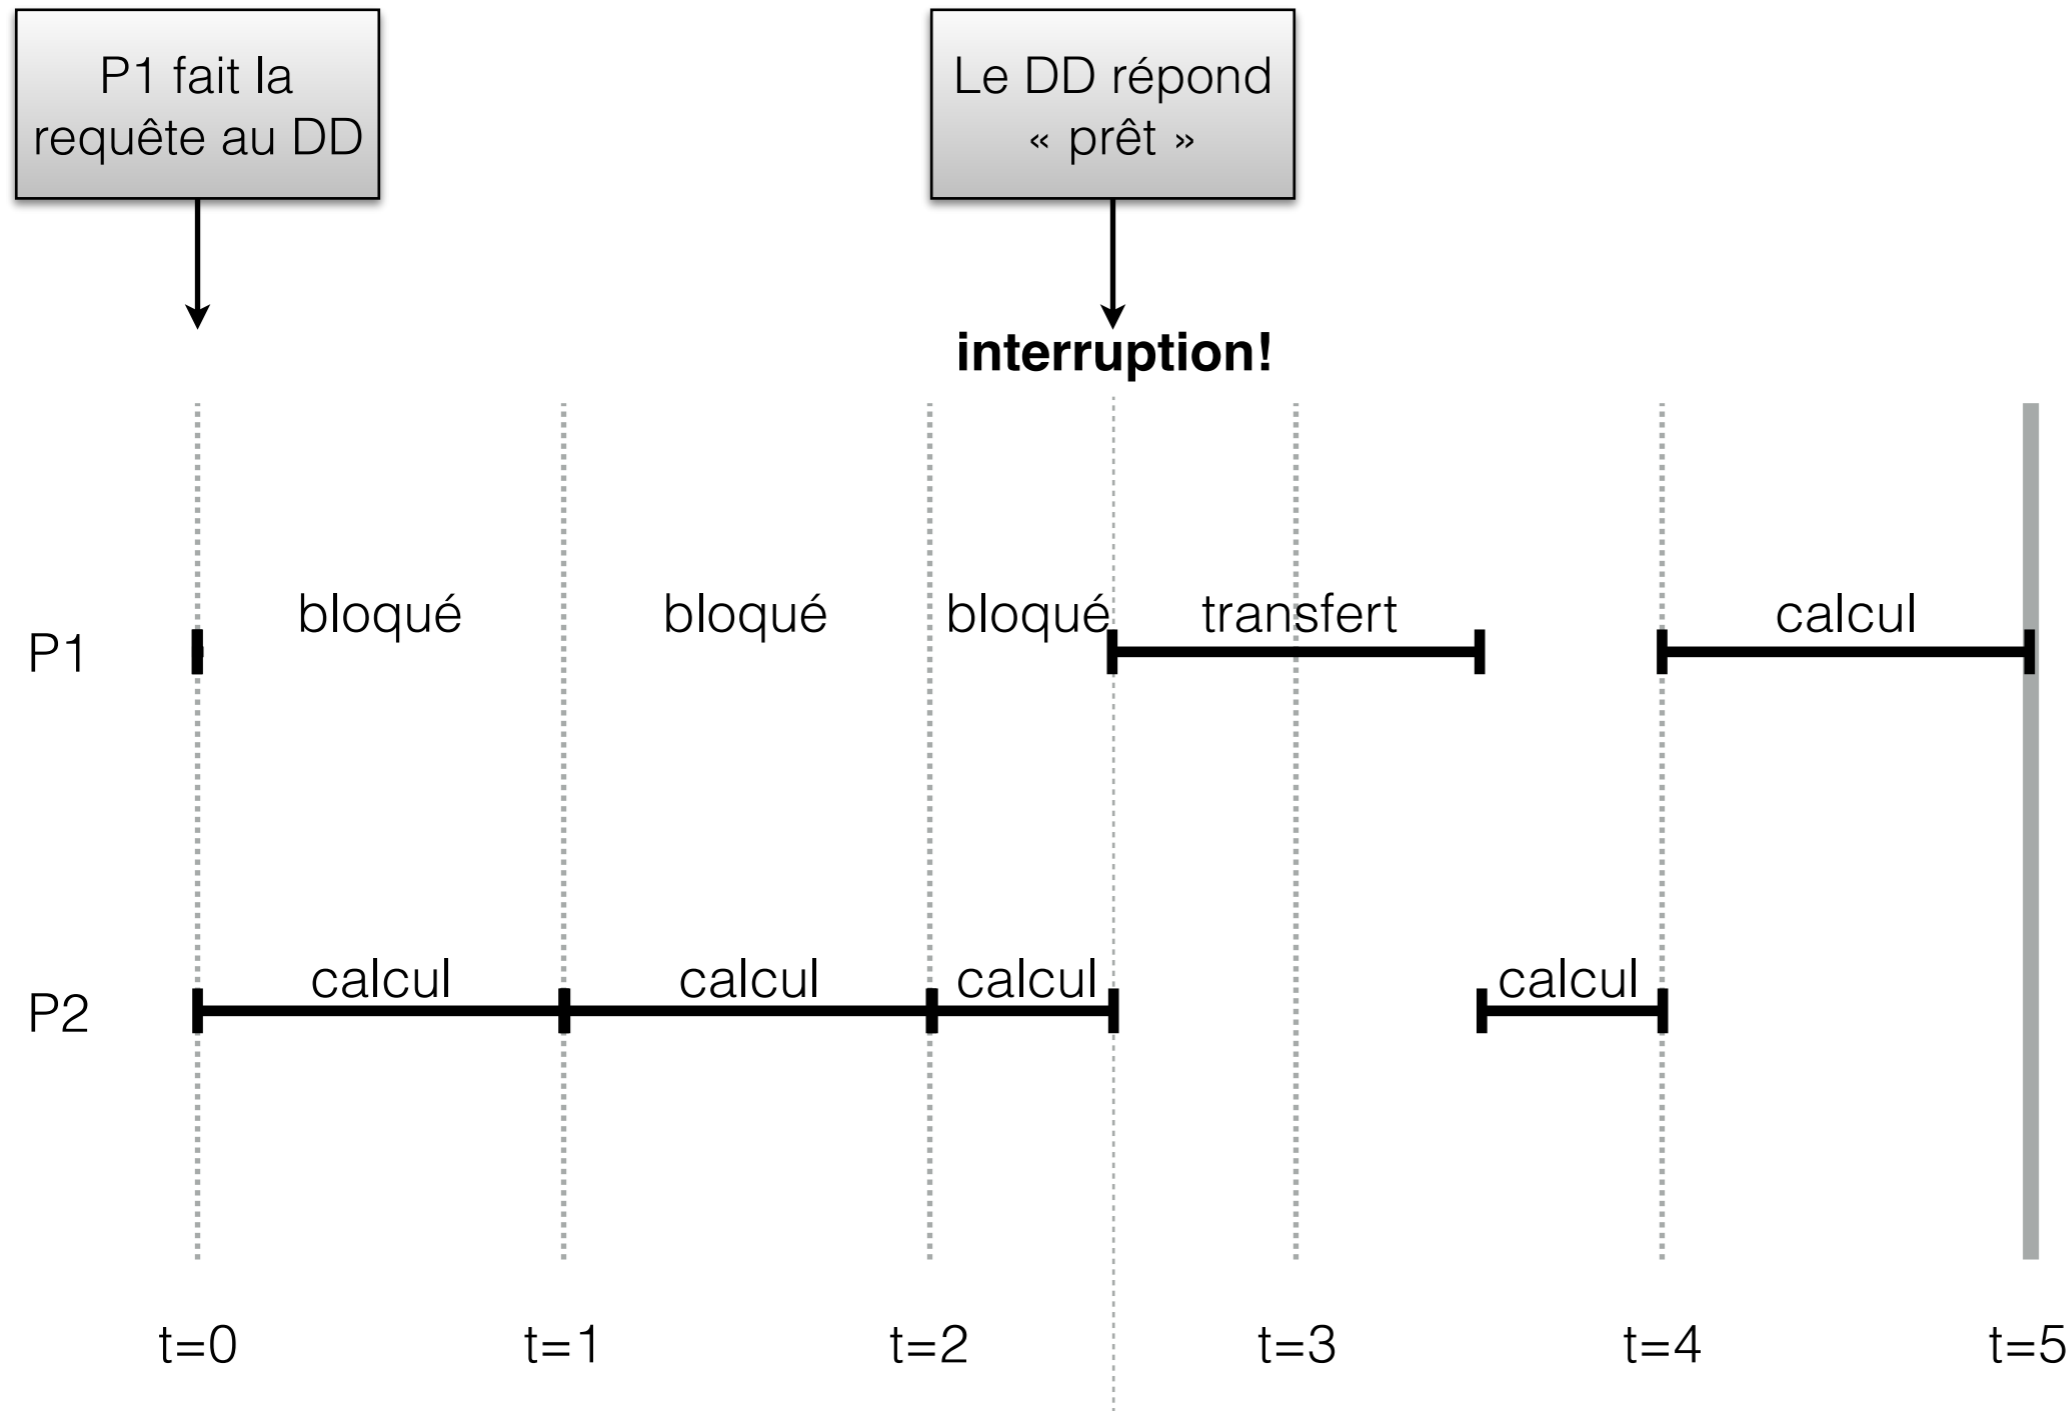 P1 fait la
requête au DD
Le DD répond
« prêt »
interruption!
bloqué
bloqué
bloqué
transfert
calcul
P1
calcul
calcul
calcul
calcul
P2
t=0
t=1
t=2
t=3
t=4
t=5